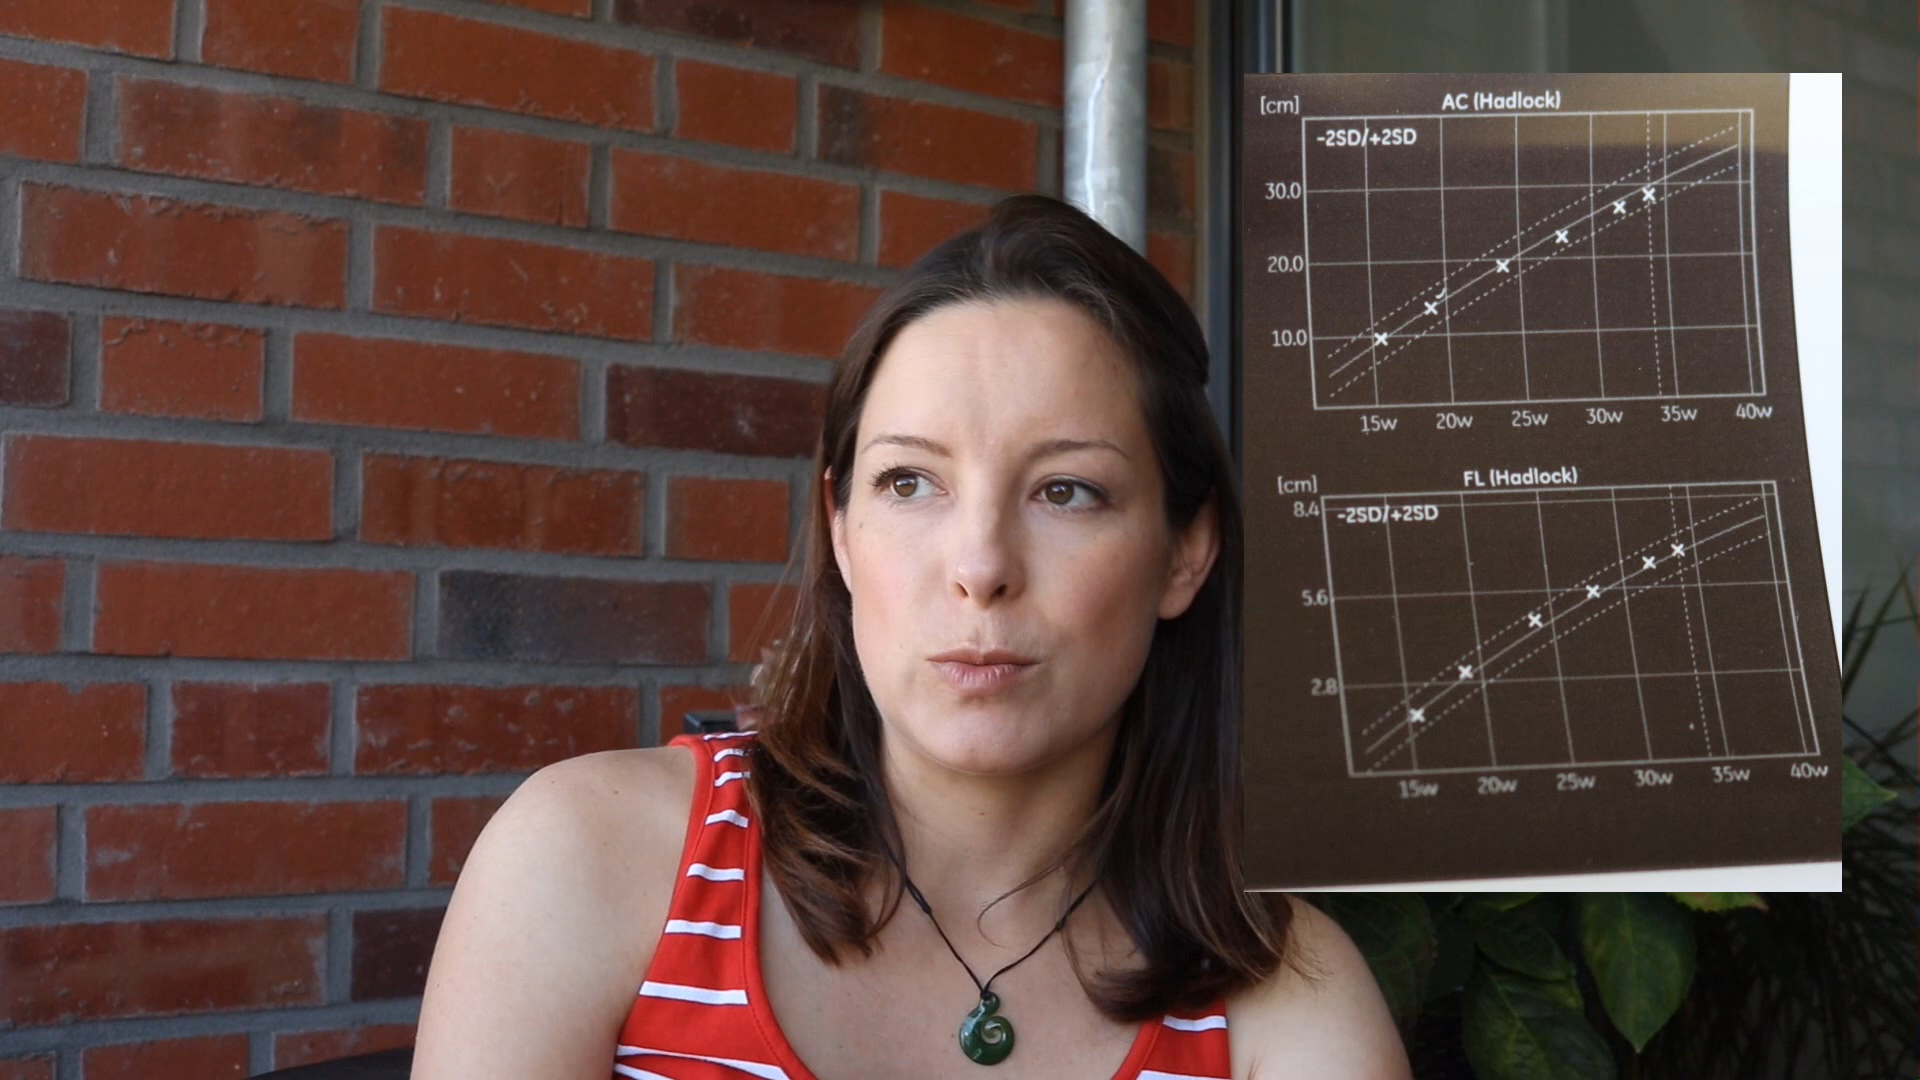 [cm] AC (Hadlock)
-2SD/+2SD
30.0
20.0
10.0
15w 20w 25w 30w 35w 40w
[cm] FL (Hadlock)
8.4
-2SD/+2SD
5.6
2.8
15w 20w 25w 30w 35w 40w